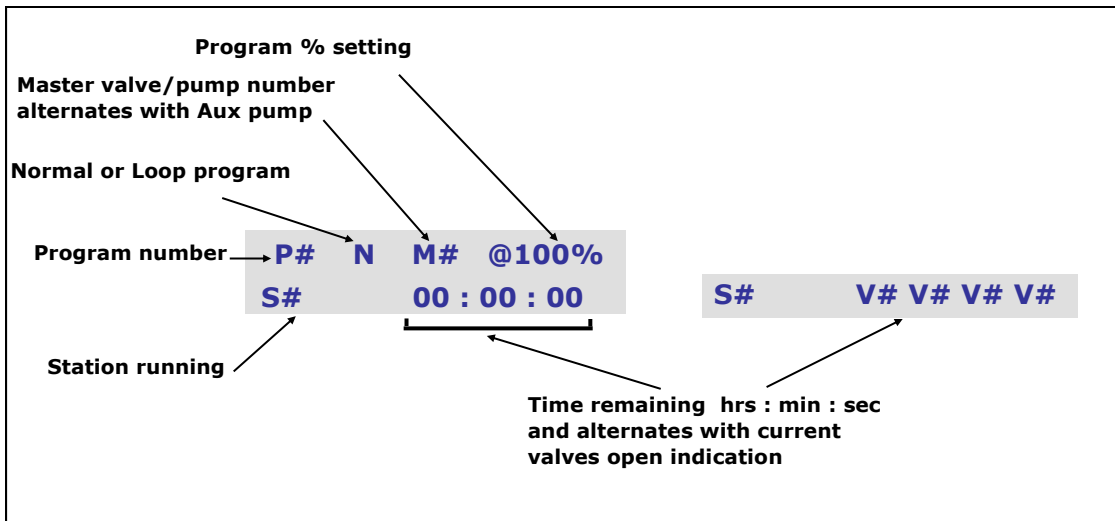 Program % setting
Master valve/pump number
alternates with Aux pump
Normal or Loop program
Program number
P# N M# @100%
S# 00 : 00 : 00
S# V# V# V# V#
Station running
Time remaining hrs : min : sec
and alternates with current
valves open indication